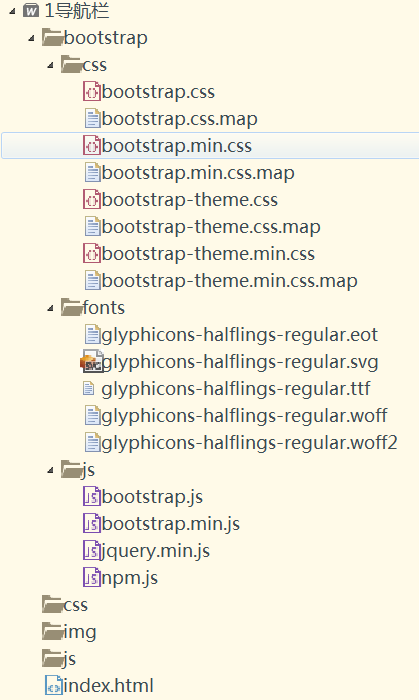 1导航栏
bootstrap
css
bootstrap.css
bootstrap.css.map
bootstrap.min.css
bootstrap.min.css.map
bootstrap-theme.css
bootstrap-theme.css.map
bootstrap-theme.min.css
bootstrap-theme.min.css.map
fonts
glyphicons-halflings-regular.eot
glyphicons-halflings-regular.svg
glyphicons-halflings-regular.ttf
glyphicons-halflings-regular.woff
glyphicons-halflings-regular.woff2
js
bootstrap.js
bootstrap.min.js
jquery.min.js
npm.js
css
img
js
index.html